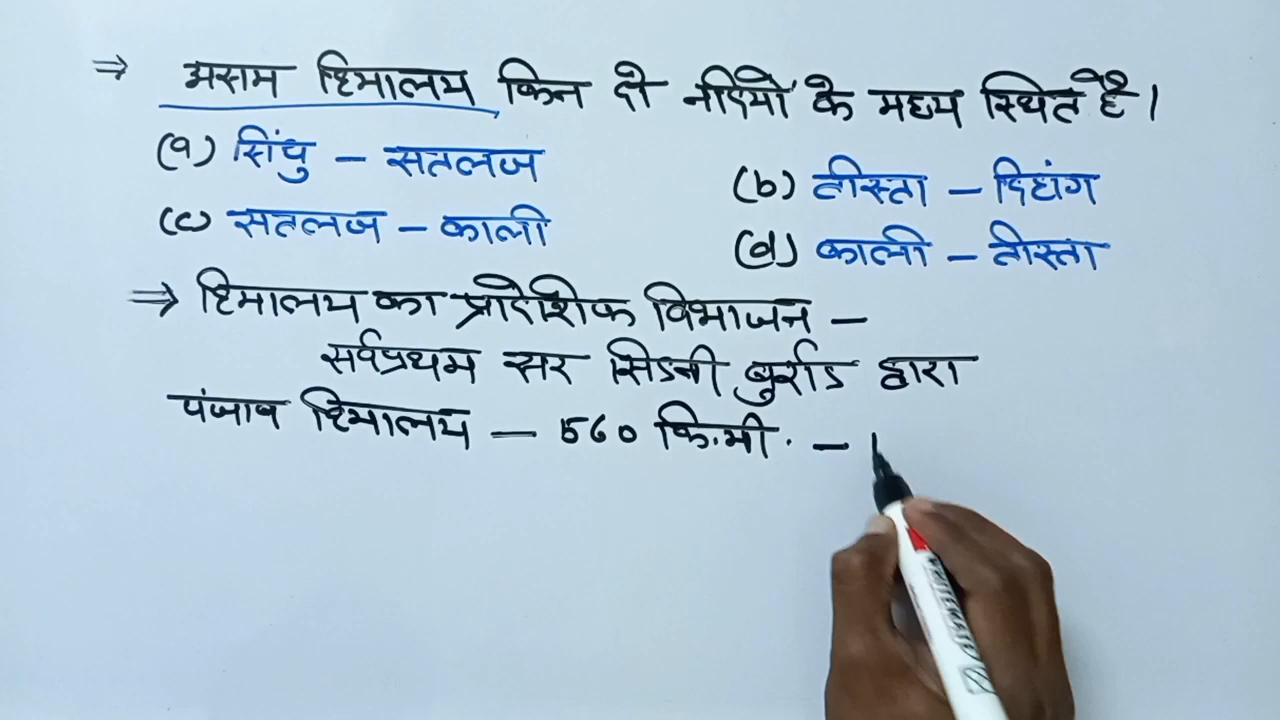 ⇒ असम हिमालय किन दो नदियों के मध्य स्थित है।
(a) सिंधु – सतलज (b) तीस्ता – दिहांग
(c) सतलज – काली (d) काली – तीस्ता
⇒ हिमालय का प्रादेशिक विभाजन –
सर्वप्रथम सर सिडनी बुर्राड द्वारा
पंजाब हिमालय – 560 कि.मी. –